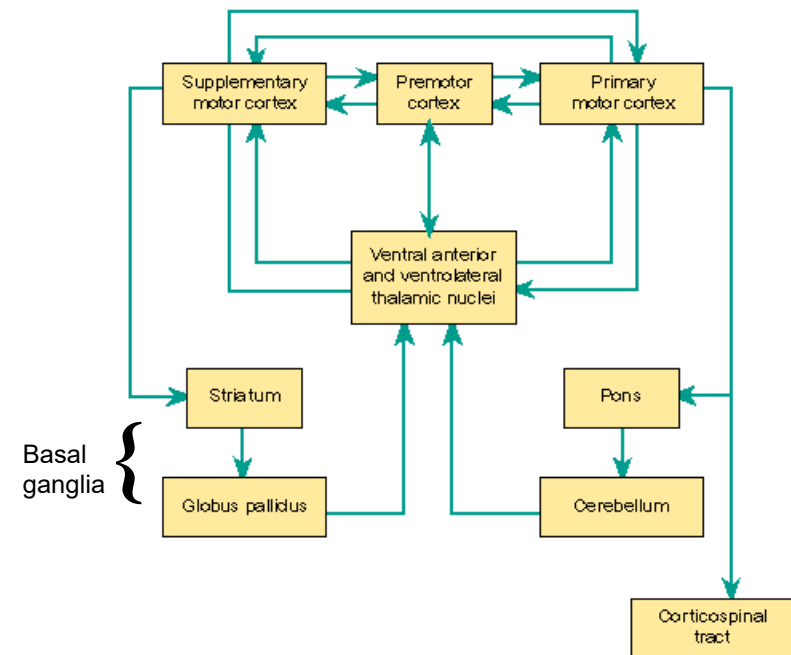 Supplementary
motor cortex
Premotor
cortex
Primary
motor cortex
Ventral anterior
and ventrolateral
thalamic nuclei
Striatum
Pons
Basal
ganglia
Globus pallidus
Cerebellum
Corticospinal
tract